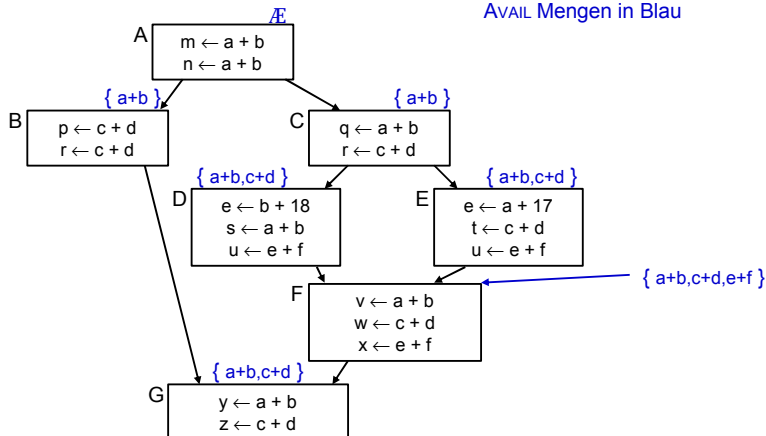 AVAIL Mengen in Blau
Æ
A
m ← a + b
n ← a + b
{ a+b }
{ a+b }
B
p ← c + d
r ← c + d
C
q ← a + b
r ← c + d
{ a+b,c+d }
{ a+b,c+d }
D
e ← b + 18
s ← a + b
u ← e + f
E
e ← a + 17
t ← c + d
u ← e + f
{ a+b,c+d,e+f }
F
v ← a + b
w ← c + d
x ← e + f
{ a+b,c+d }
G
y ← a + b
z ← c + d